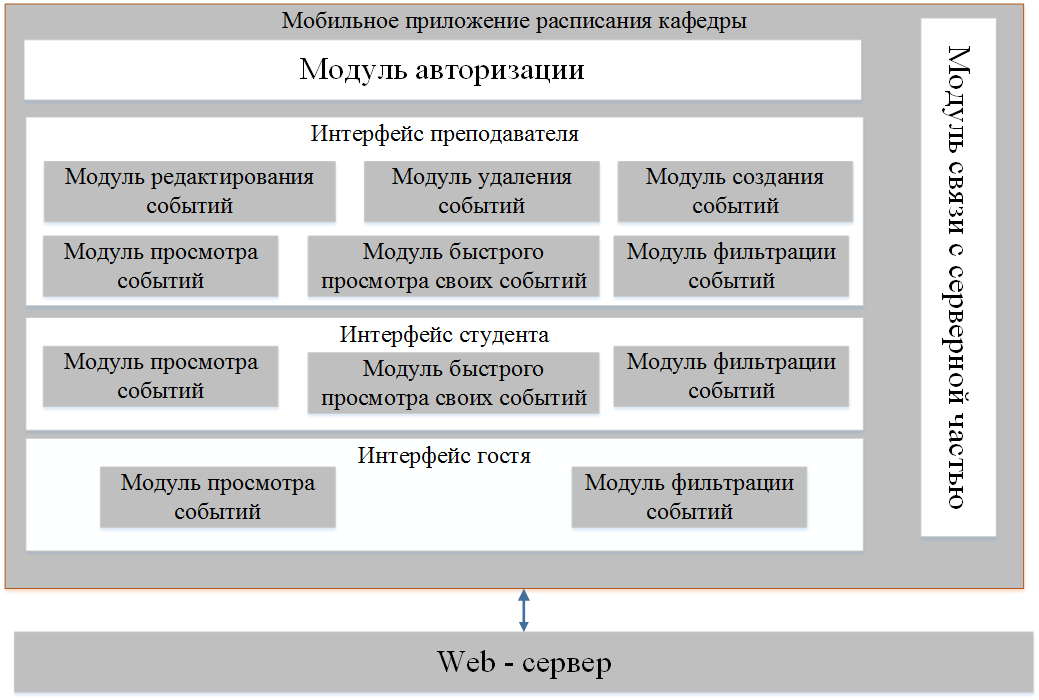 Мобильное приложение расписания кафедры
Модуль авторизации
Интерфейс преподавателя
Модуль редактирования
событий
Модуль удаления
событий
Модуль создания
событий
Модуль просмотра
событий
Модуль быстрого
просмотра своих событий
Модуль фильтрации
событий
Интерфейс студента
Модуль просмотра
событий
Модуль быстрого
просмотра своих событий
Модуль фильтрации
событий
Интерфейс гостя
Модуль просмотра
событий
Модуль фильтрации
событий
Модуль связи с серверной частью
Web - сервер